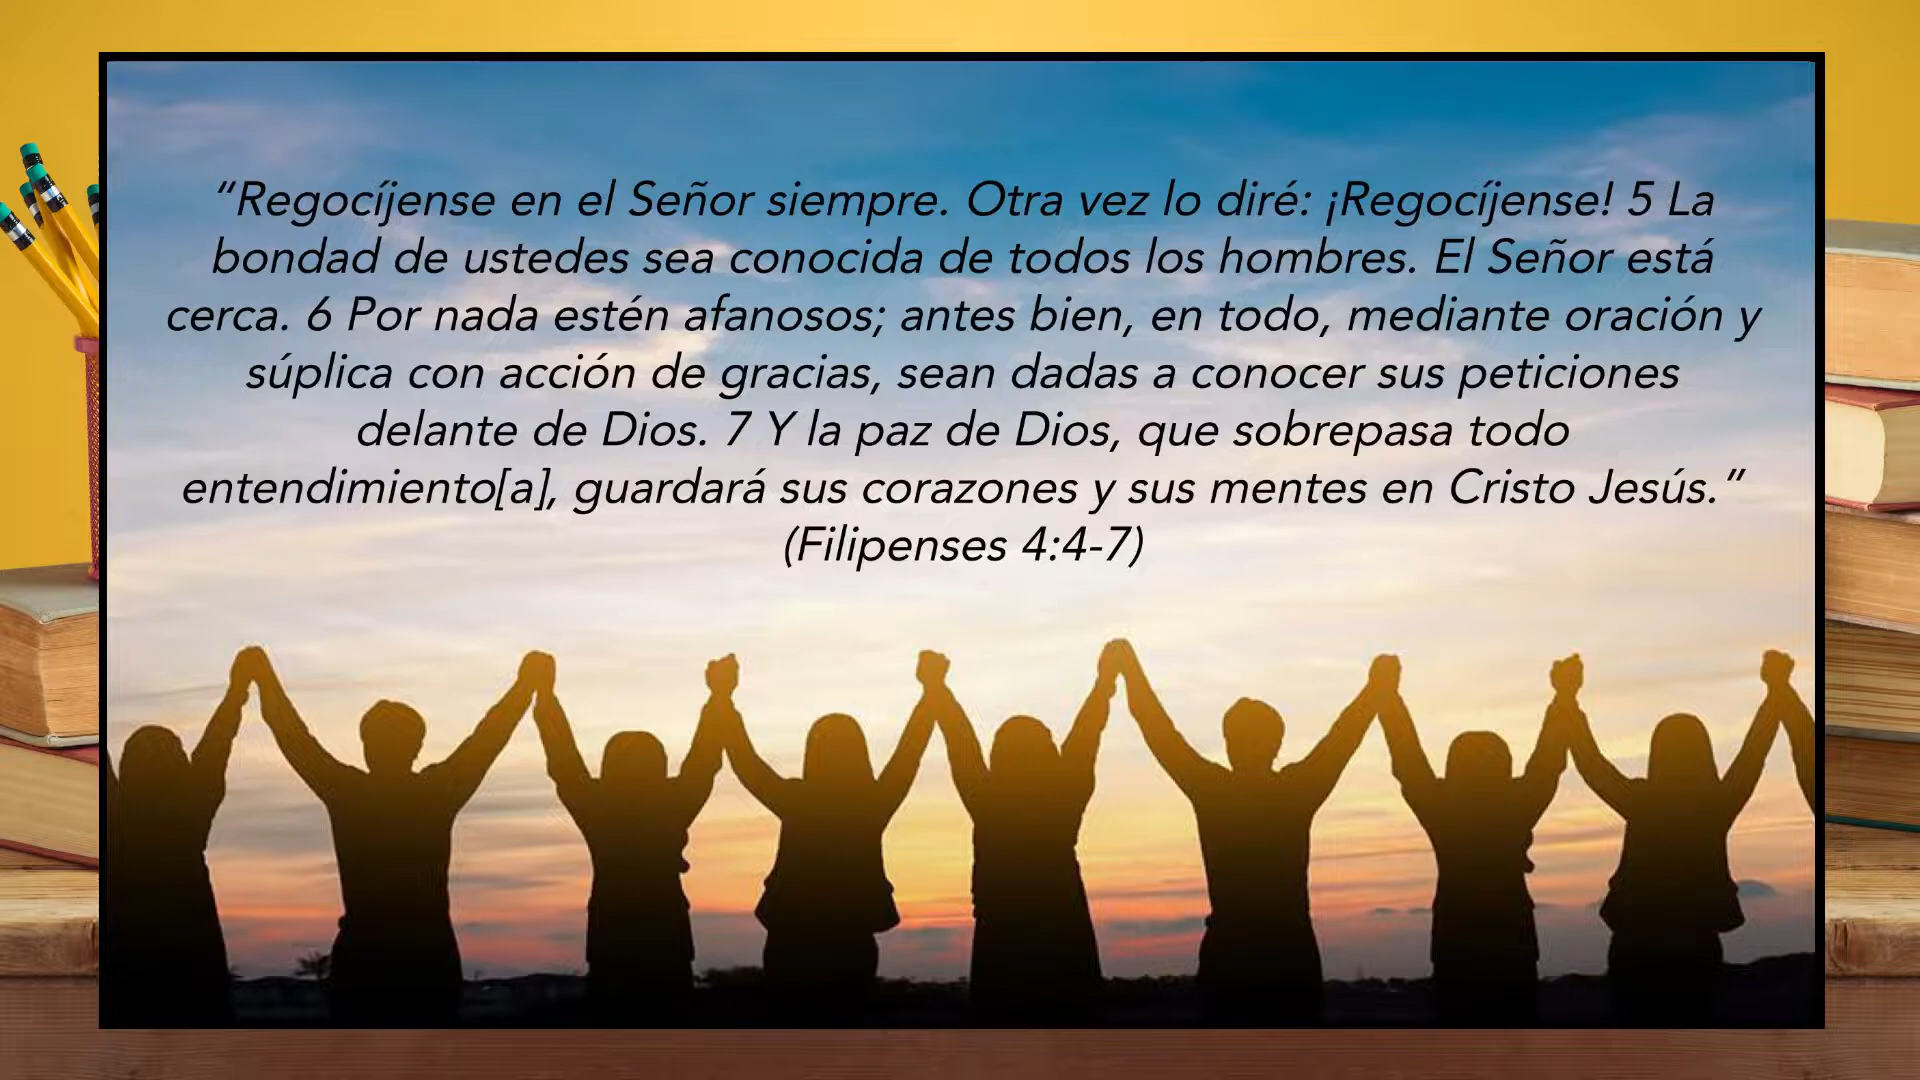 “Regocíjense en el Señor siempre. Otra vez lo diré: ¡Regocíjense! 5 La
bondad de ustedes sea conocida de todos los hombres. El Señor está
cerca. 6 Por nada estén afanosos; antes bien, en todo, mediante oración y
súplica con acción de gracias, sean dadas a conocer sus peticiones
delante de Dios. 7 Y la paz de Dios, que sobrepasa todo
entendimiento[a], guardará sus corazones y sus mentes en Cristo Jesús.”
(Filipenses 4:4-7)